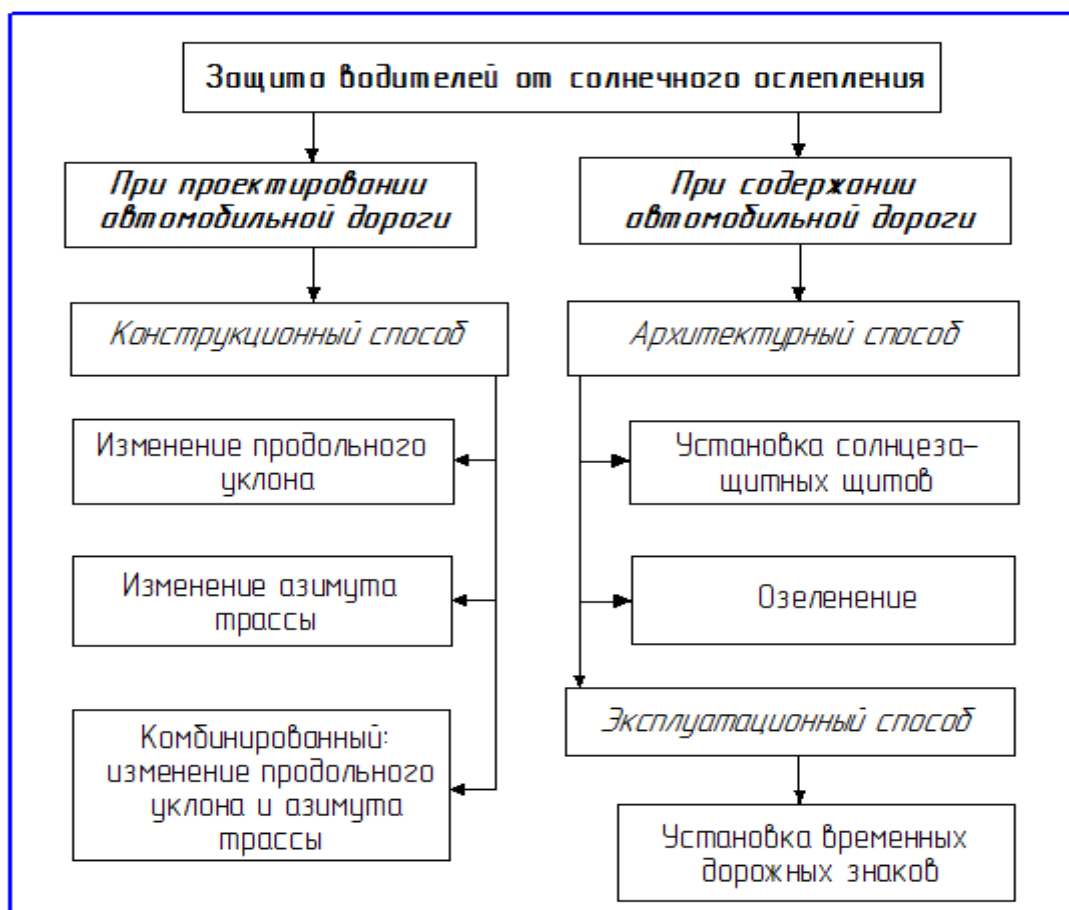 Защита водителей от солнечного ослепления
При проектировании
автомобильной дороги
При содержании
автомобильной дороги
Конструкционный способ
Архитектурный способ
Изменение продольного
уклона
Установка солнцеза-
щитных щитов
Изменение азимута
трассы
Озеленение
Эксплуатационный способ
Комбинированный:
изменение продольного
уклона и азимута
трассы
Установка временных
дорожных знаков